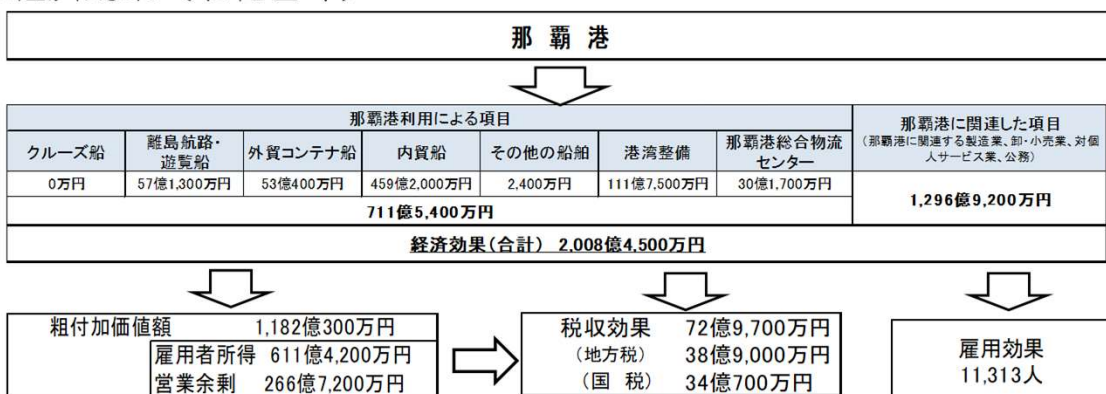 那覇港
那覇港利用による項目
那覇港に関連した項目
(那覇港に関連する製造業、卸・小売業、対個
人サービス業、公務)
クルーズ船
離島航路・
遊覧船
外貿コンテナ船
内貿船
その他の船舶
港湾整備
那覇港総合物流
センター
0万円
57億1,300万円
53億400万円
459億2,000万円
2,400万円
111億7,500万円
30億1,700万円
1,296億9,200万円
711億5,400万円
経済効果(合計) 2,008億4,500万円
粗付加価値額 1,182億300万円
雇用者所得 611億4,200万円
営業余剰 266億7,200万円
税収効果 72億9,700万円
(地方税) 38億9,000万円
(国 税) 34億700万円
雇用効果
11,313人